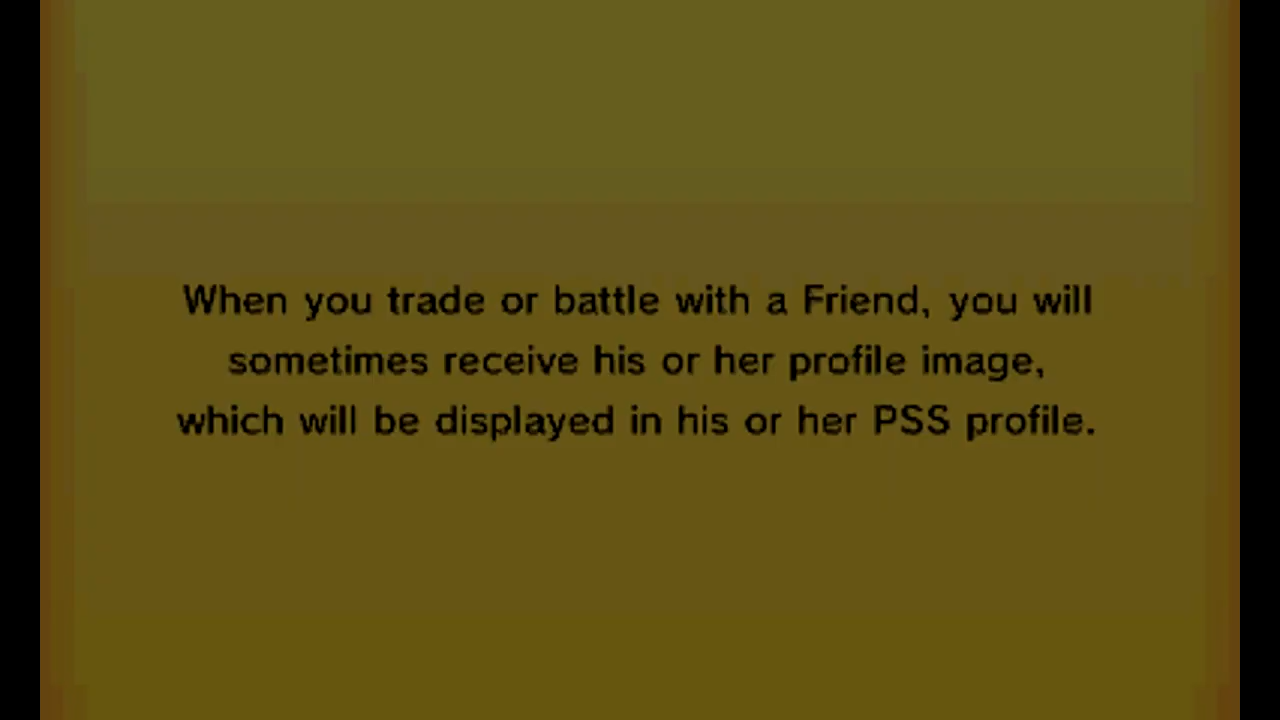 When you trade or battle with a Friend, you will
sometimes receive his or her profile image,
which will be displayed in his or her PSS profile.